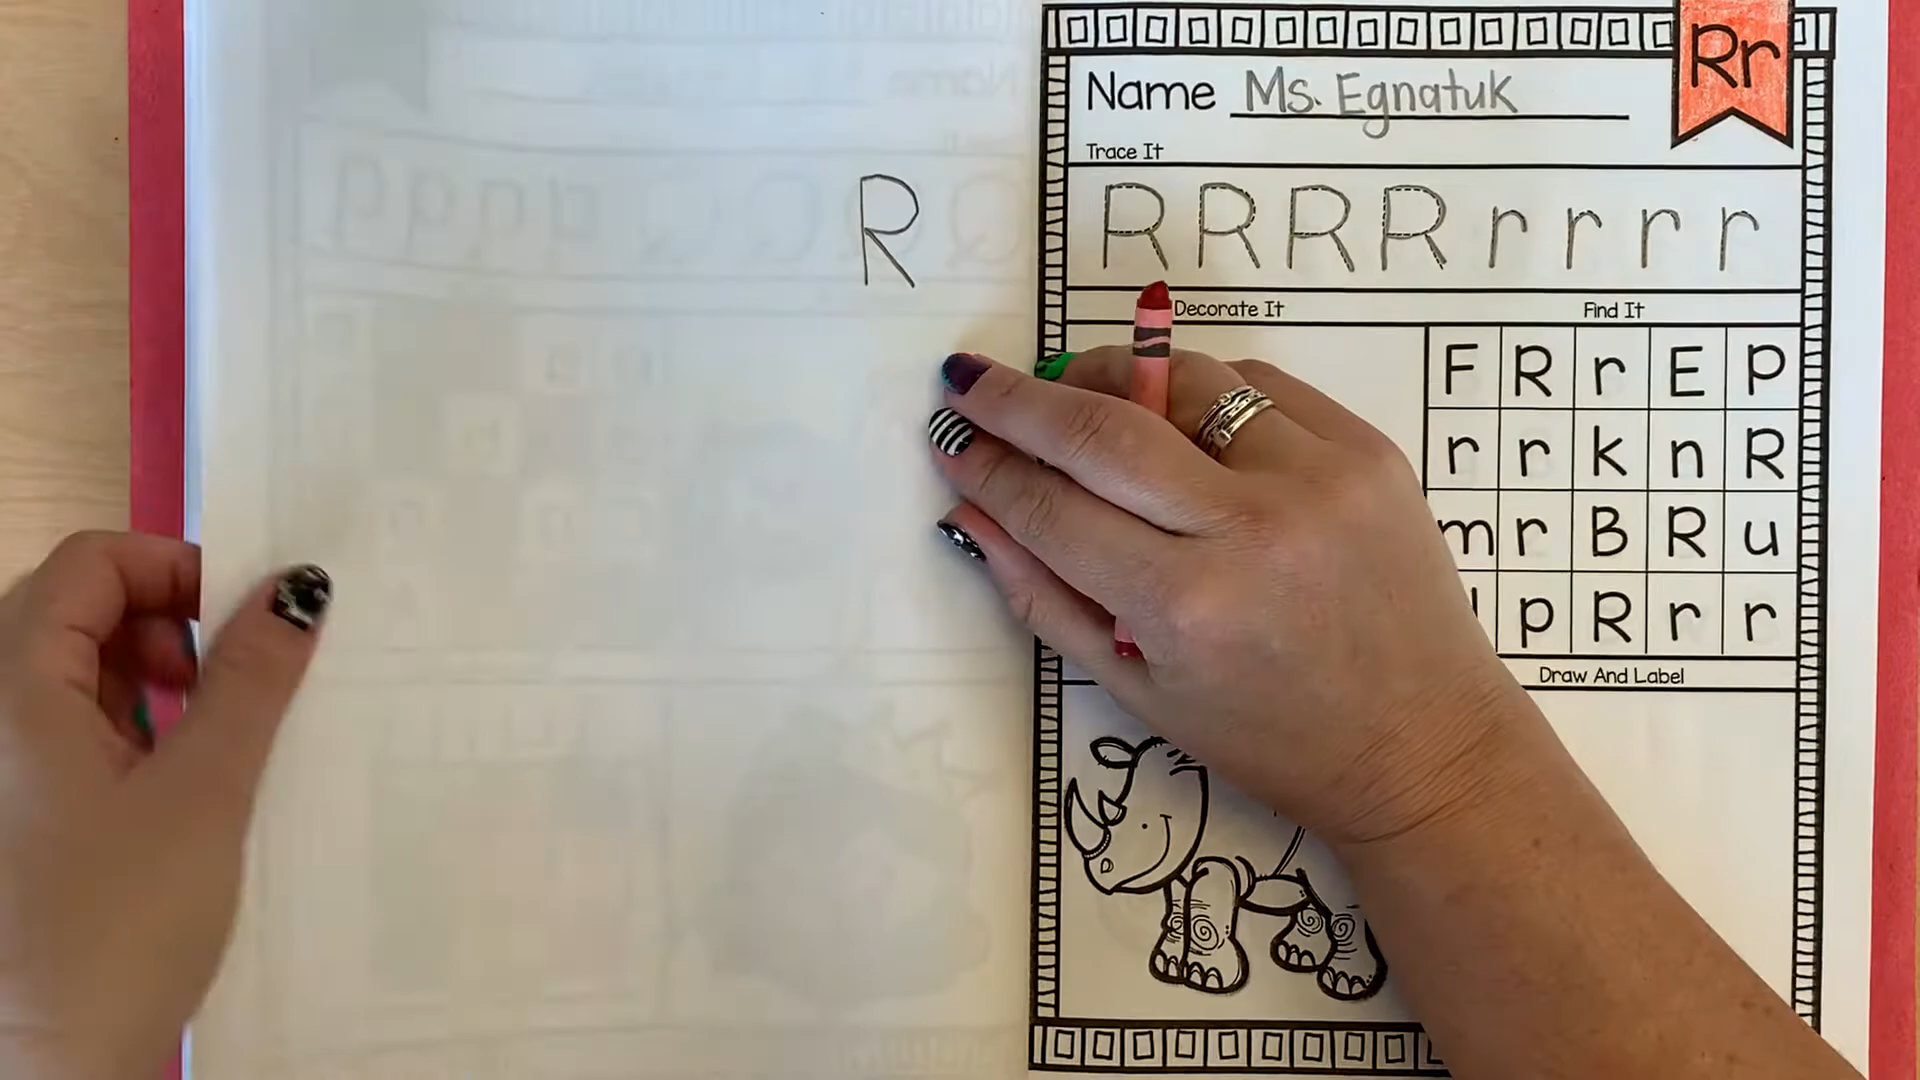 Rr
Name Ms. Egnatuk
Trace It
R
R R R R r r r r
Decorate It Find It
F R r E P
r r k n R
m r B R u
p R r r
Draw And Label